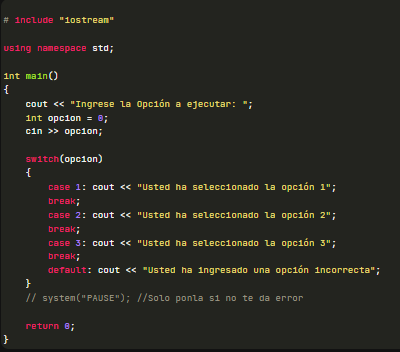 # include "iostream"
using namespace std;
int main()
{
cout << "Ingrese la Opción a ejecutar: ";
int opcion = 0;
cin >> opcion;
switch(opcion)
{
case 1: cout << "Usted ha seleccionado la opción 1";
break;
case 2: cout << "Usted ha seleccionado la opción 2";
break;
case 3: cout << "Usted ha seleccionado la opción 3";
break;
default: cout << "Usted ha ingresado una opción incorrecta";
}
// system("PAUSE"); //Solo ponla si no te da error
return 0;
}